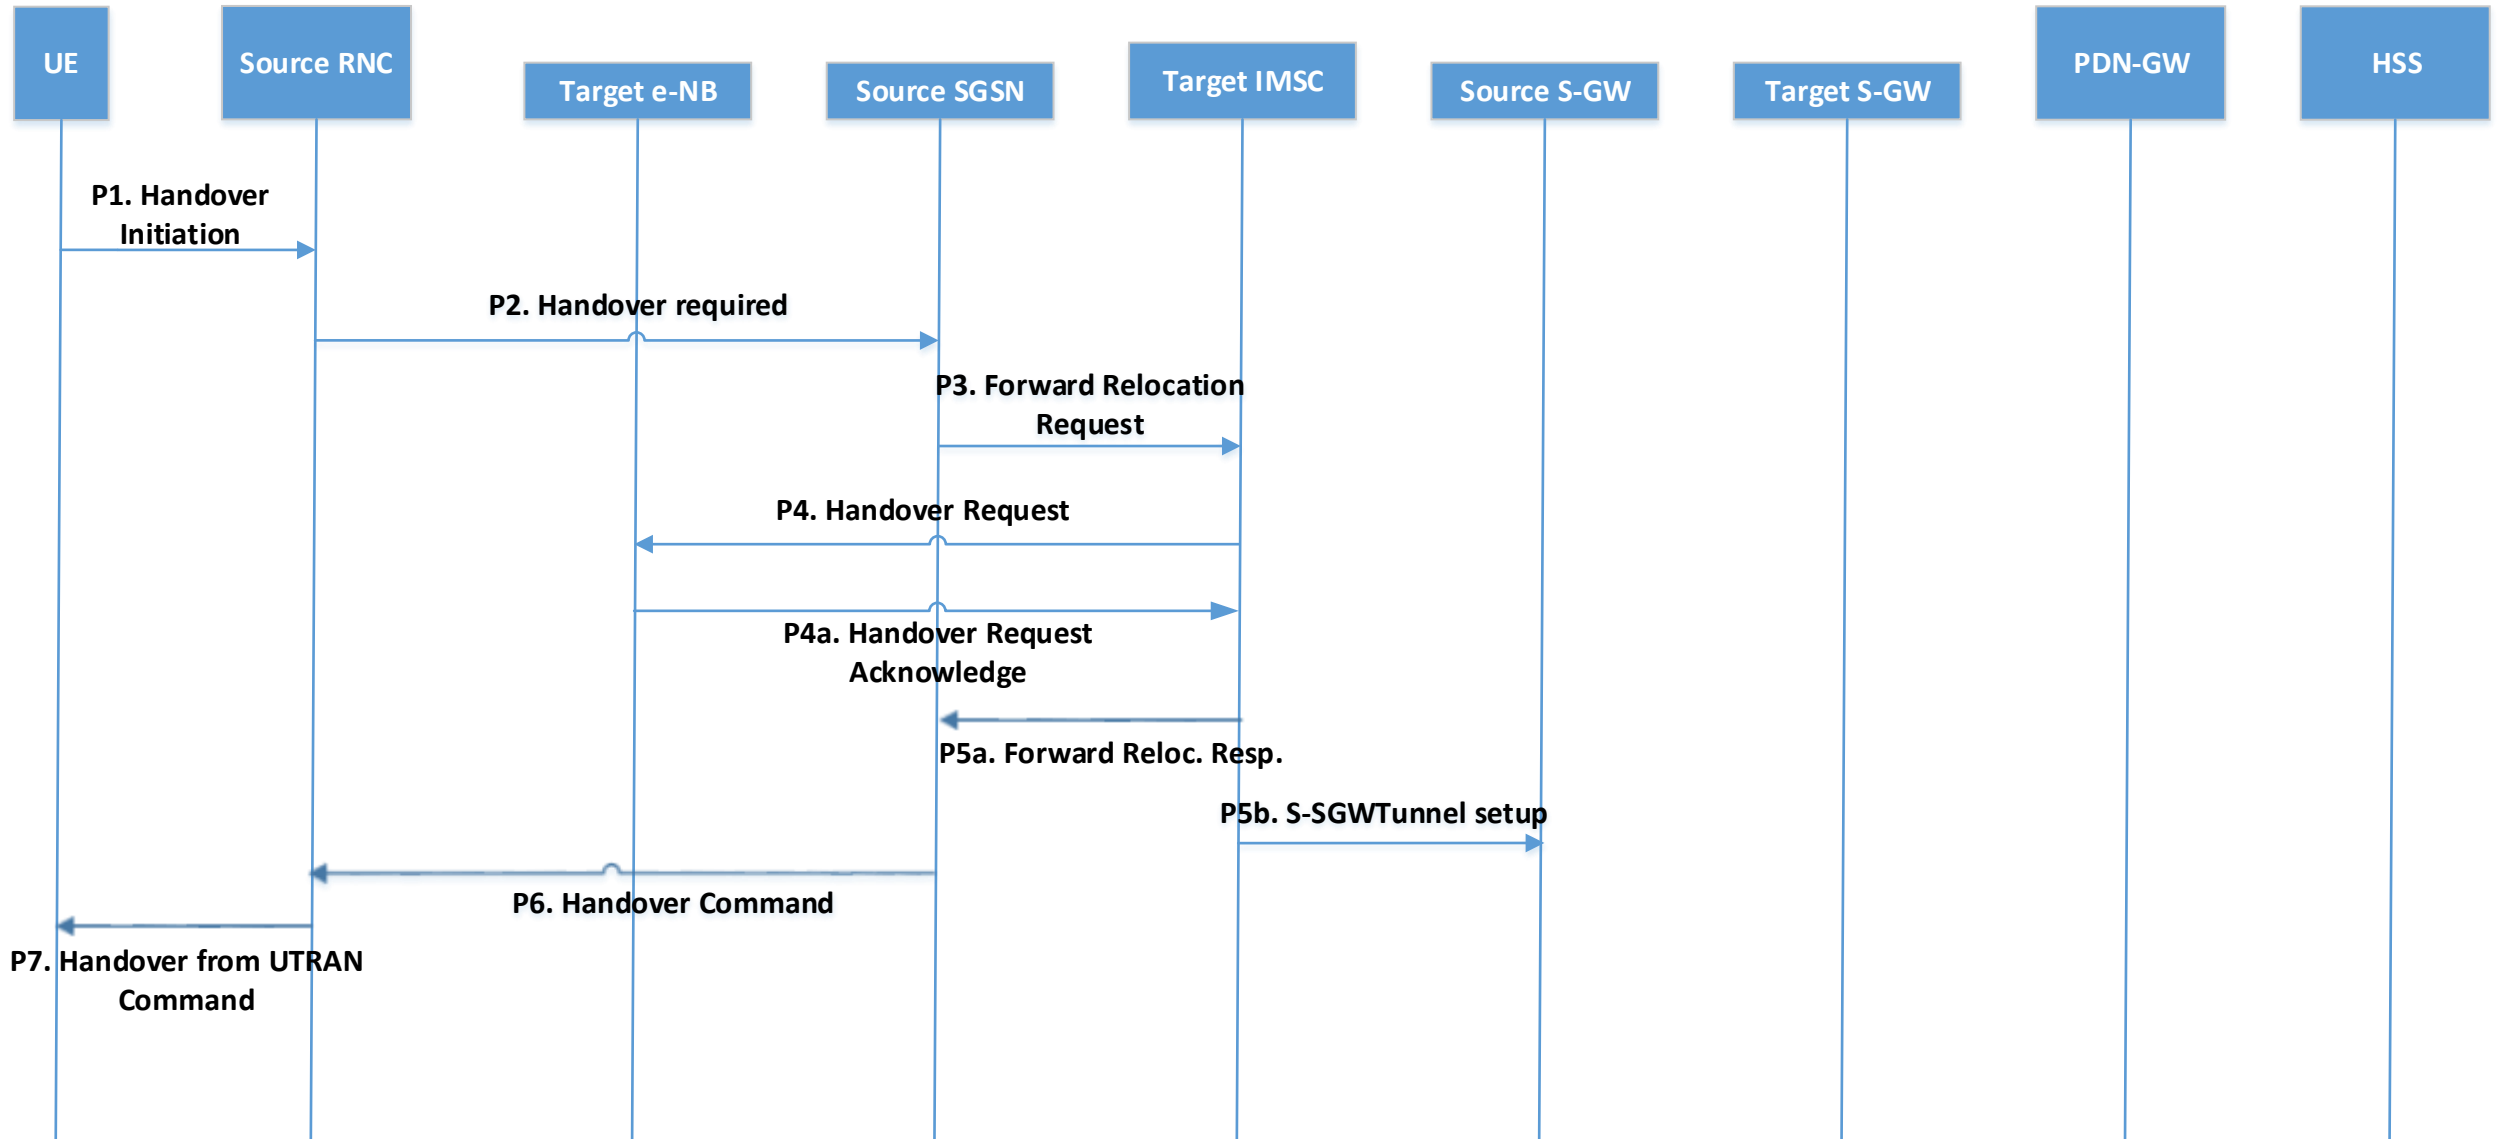 UE
Source RNC
Target e-NB
Source SGSN
Target IMSC
Source S-GW
Target S-GW
PDN-GW
HSS
P1. Handover
Initiation
P2. Handover required
P3. Forward Relocation
Request
P4. Handover Request
P4a. Handover Request
Acknowledge
P5a. Forward Reloc. Resp.
P5b. S-SGWTunnel setup
P6. Handover Command
P7. Handover from UTRAN
Command